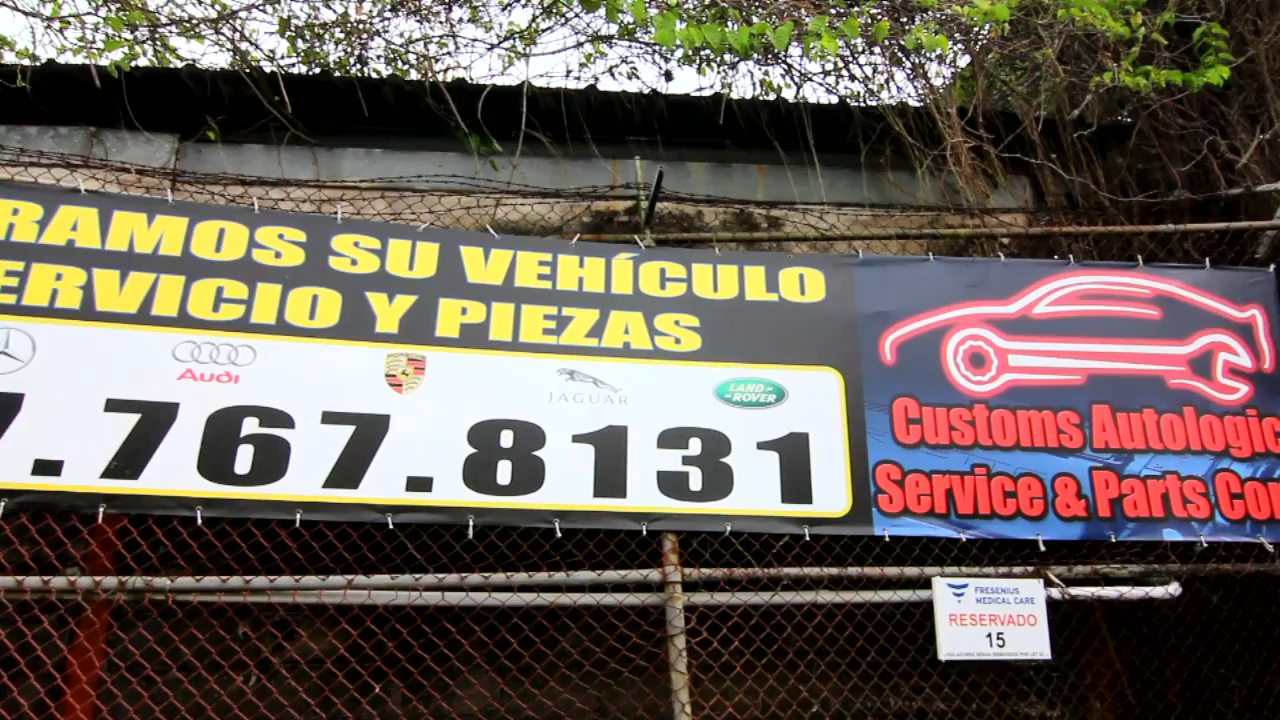 RAMOS SU VEHÍCULO
ERVICIO Y PIEZAS
Audi
JAGUAR
LAND ROVER
7.767.8131
Customs Autologic
Service & Parts Cor
FRESENIUS
MEDICAL CARE
RESERVADO
15